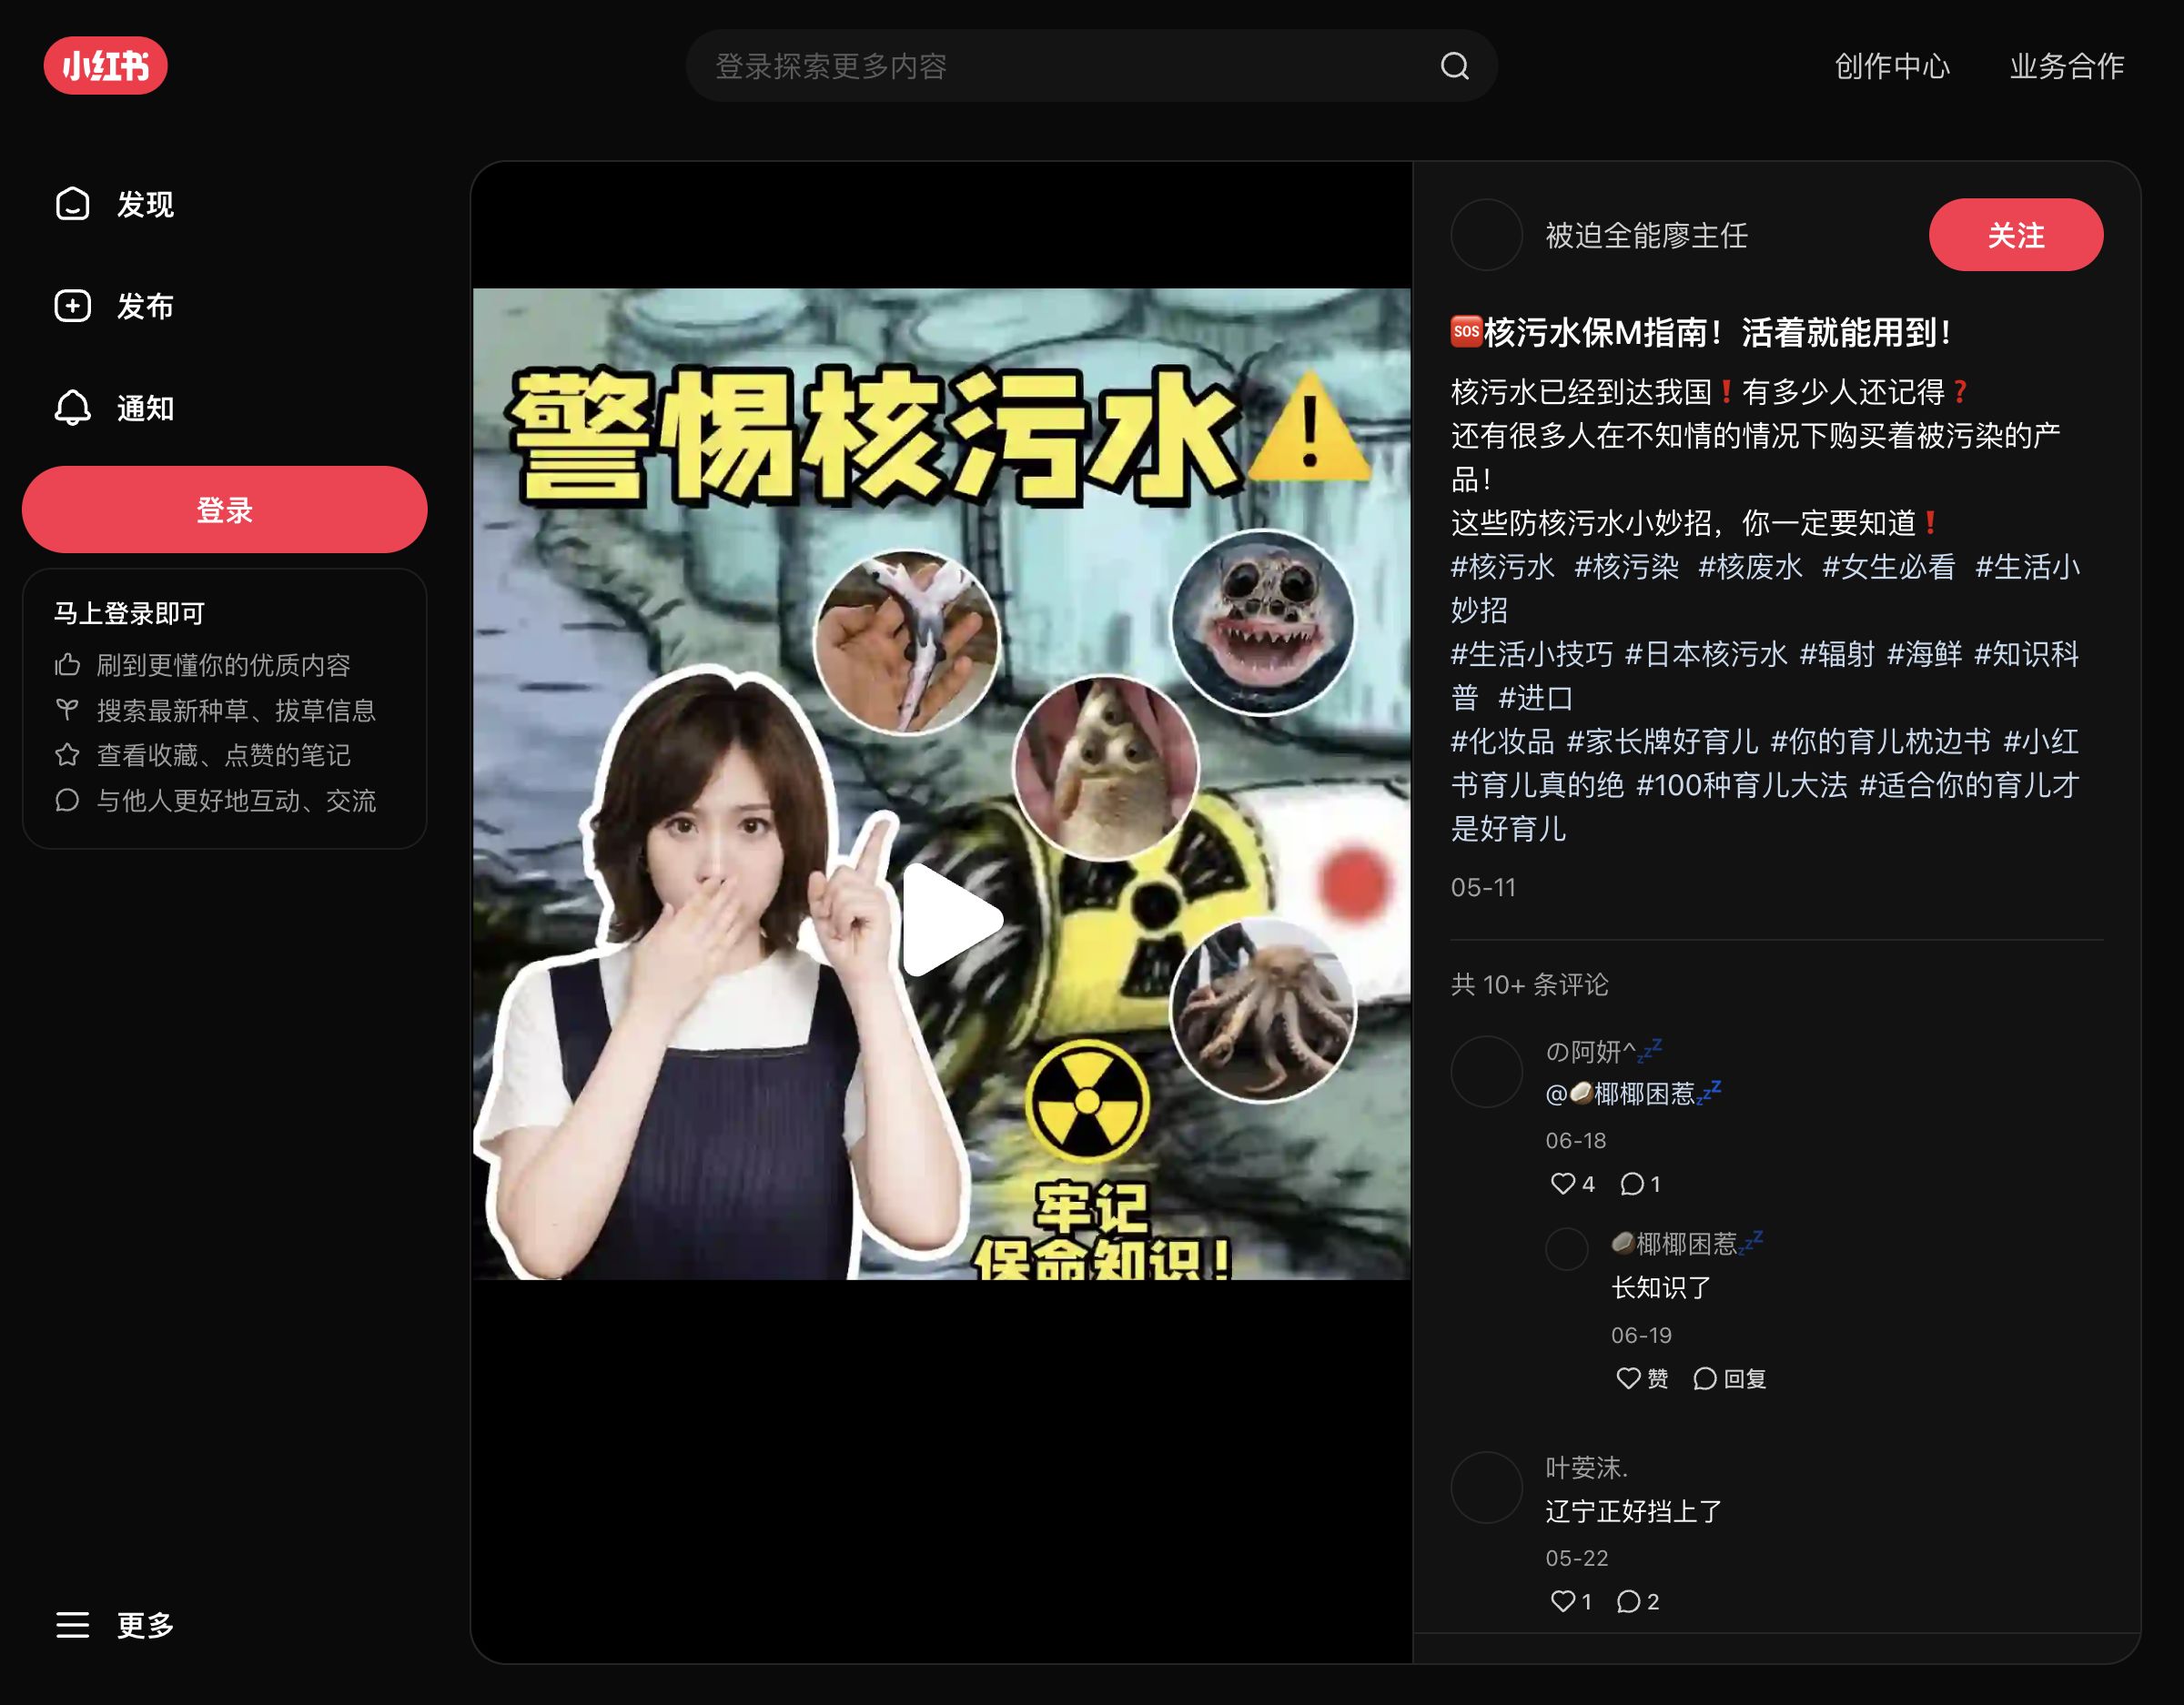 小红书
登录探索更多内容
创作中心
业务合作
发现
发布
通知
登录
马上登录即可
刷到更懂你的优质内容
搜索最新种草、拔草信息
查看收藏、点赞的笔记
与他人更好地互动、交流
更多
警惕核污水⚠️
牢记
保命知识!
被迫全能廖主任
关注
🆘核污水保M指南！活着就能用到！
核污水已经到达我国❗有多少人还记得❓
还有很多人在不知情的情况下购买着被污染的产
品！
这些防核污水小妙招，你一定要知道❗
#核污水 #核污染 #核废水 #女生必看 #生活小
妙招
#生活小技巧 #日本核污水 #辐射 #海鲜 #知识科
普 #进口
#化妆品 #家长牌好育儿 #你的育儿枕边书 #小红
书育儿真的绝 #100种育儿大法 #适合你的育儿才
是好育儿
05-11
共 10+ 条评论
の阿妍^💤
@🥥椰椰困惹💤
06-18
4 1
🥥椰椰困惹💤
长知识了
06-19
赞 回复
叶荌沫.
辽宁正好挡上了
05-22
1 2